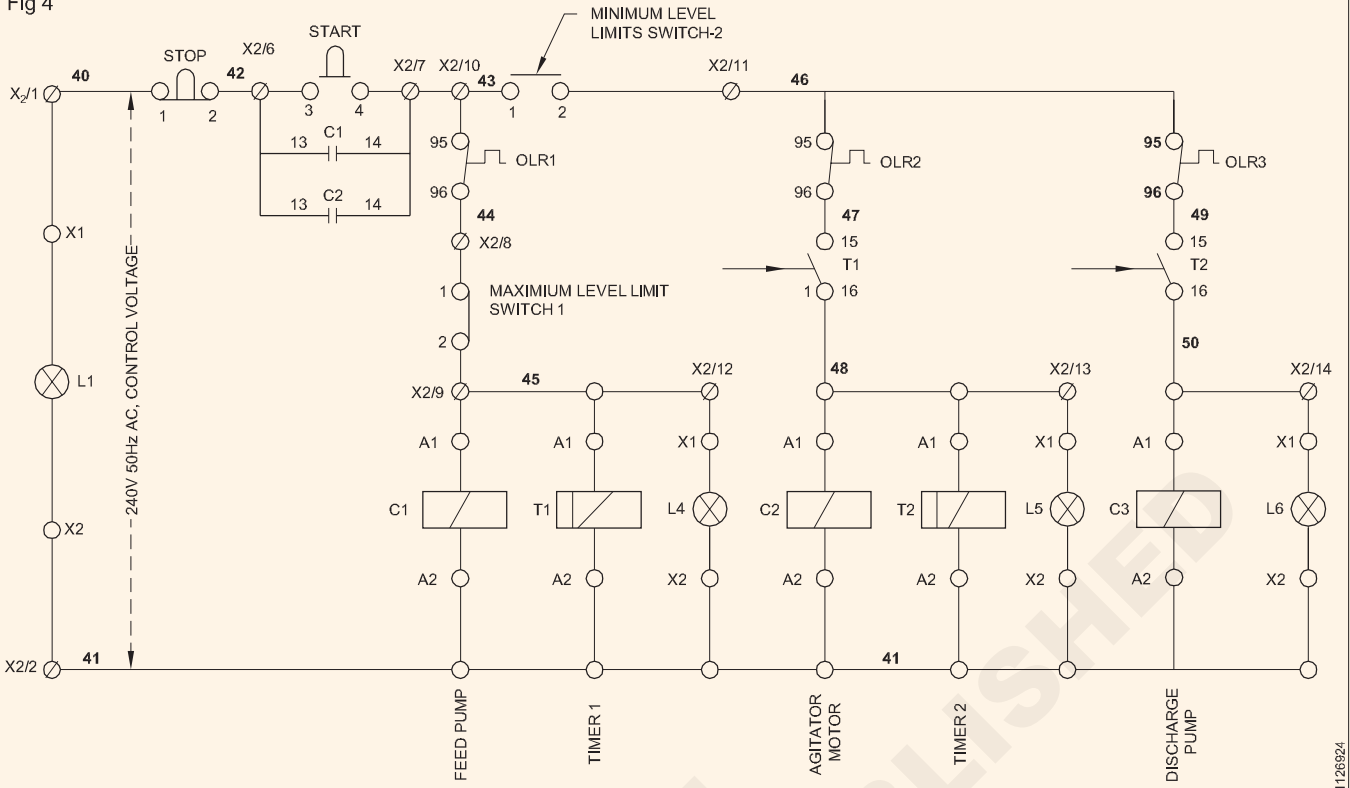 Fig 4
MINIMUM LEVEL
LIMITS SWITCH-2
START
STOP
X2/6
X2/7
X2/10
X2/11
40
42
43
46
X2/1
1
2
3
4
1
2
13
C1
14
13
C2
14
95
OLR1
96
44
X2/8
95
OLR2
96
47
15
T1
1
16
95
OLR3
96
49
15
T2
16
1
MAXIMIUM LEVEL LIMIT
SWITCH 1
2
X1
L1
X2
240V 50Hz AC, CONTROL VOLTAGE
X2/9
45
X2/12
48
X2/13
50
X2/14
A1
A1
X1
A1
A1
X1
A1
X1
C1
T1
L4
C2
T2
L5
C3
L6
A2
A2
X2
A2
A2
X2
A2
X2
X2/2
41
41
FEED PUMP
TIMER 1
AGITATOR
MOTOR
TIMER 2
DISCHARGE
PUMP